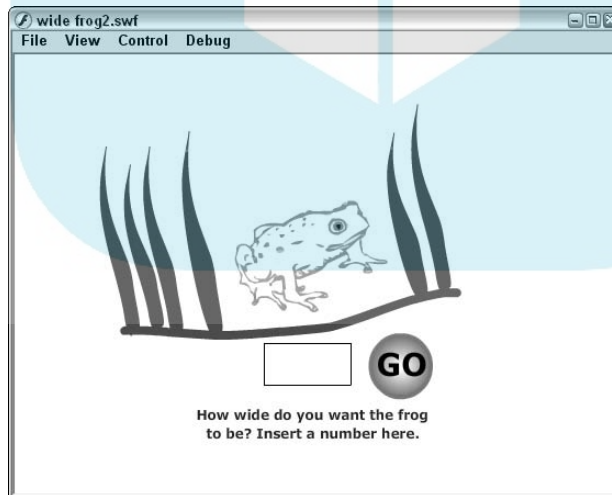 wide frog2.swf
File View Control Debug
GO
How wide do you want the frog
to be? Insert a number here.